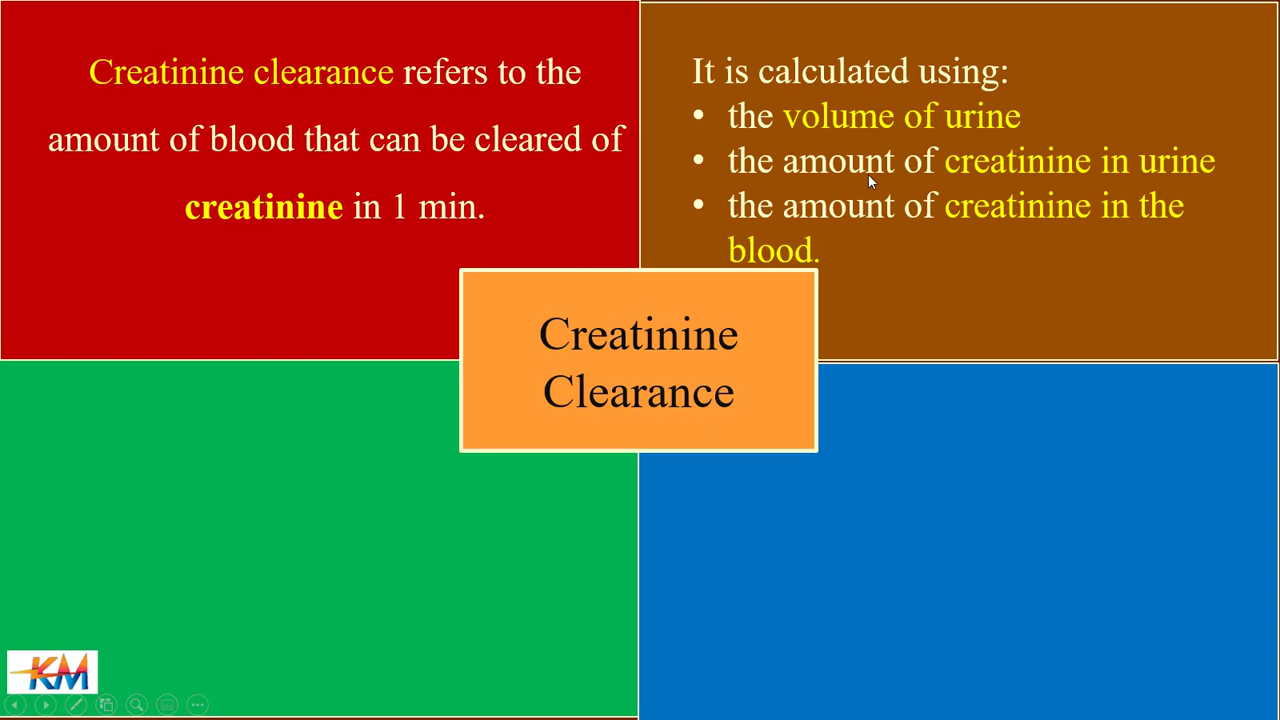 Creatinine clearance refers to the
amount of blood that can be cleared of
creatinine in 1 min.
It is calculated using:
• the volume of urine
• the amount of creatinine in urine
• the amount of creatinine in the
blood.
Creatinine
Clearance
KM